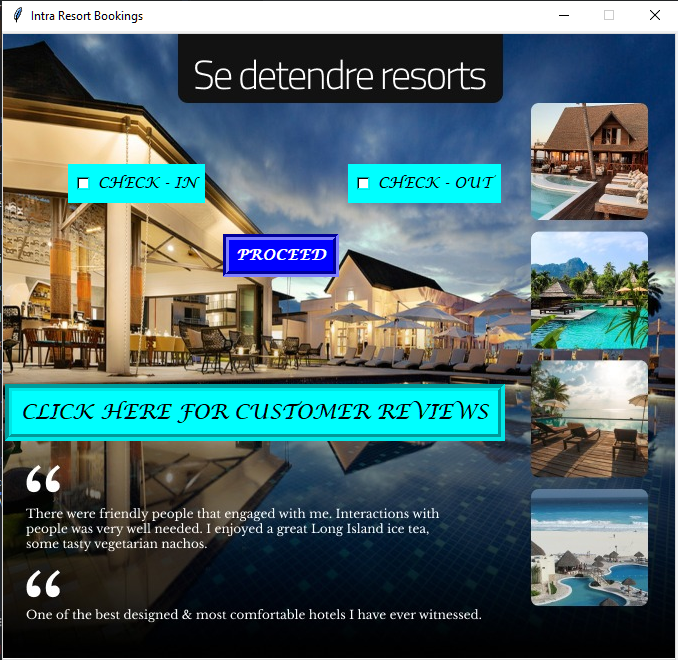 Intra Resort Bookings
Se detendre resorts
CHECK - IN
CHECK - OUT
PROCEED
CLICK HERE FOR CUSTOMER REVIEWS
“
There were friendly people that engaged with me. Interactions with
people was very well needed. I enjoyed a great Long Island ice tea,
some tasty vegetarian nachos.
“
One of the best designed & most comfortable hotels I have ever witnessed.